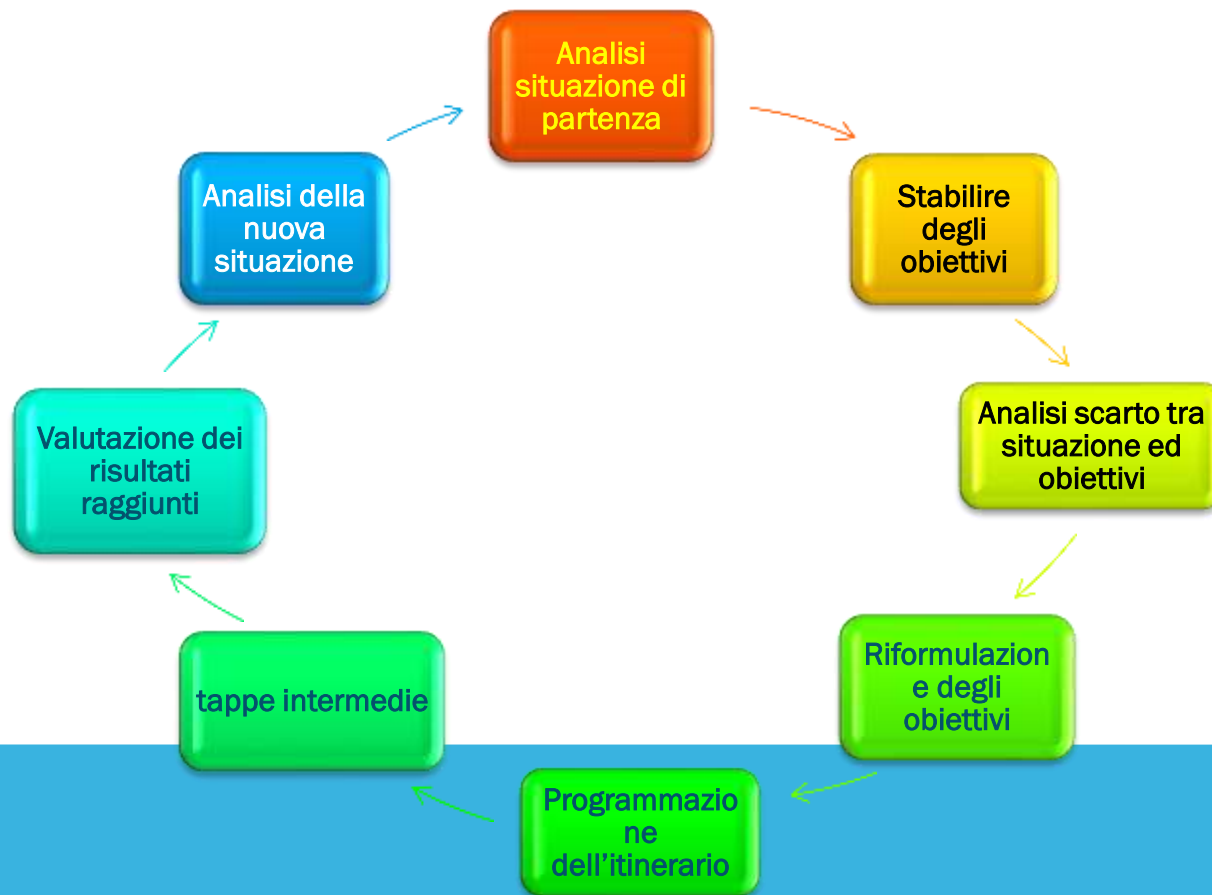 Analisi
situazione di
partenza
Stabilire
degli
obiettivi
Analisi scarto tra
situazione ed
obiettivi
Riformulazion
e degli
obiettivi
Programmazio
ne
dell'itinerario
tappe intermedie
Valutazione dei
risultati
raggiunti
Analisi della
nuova
situazione